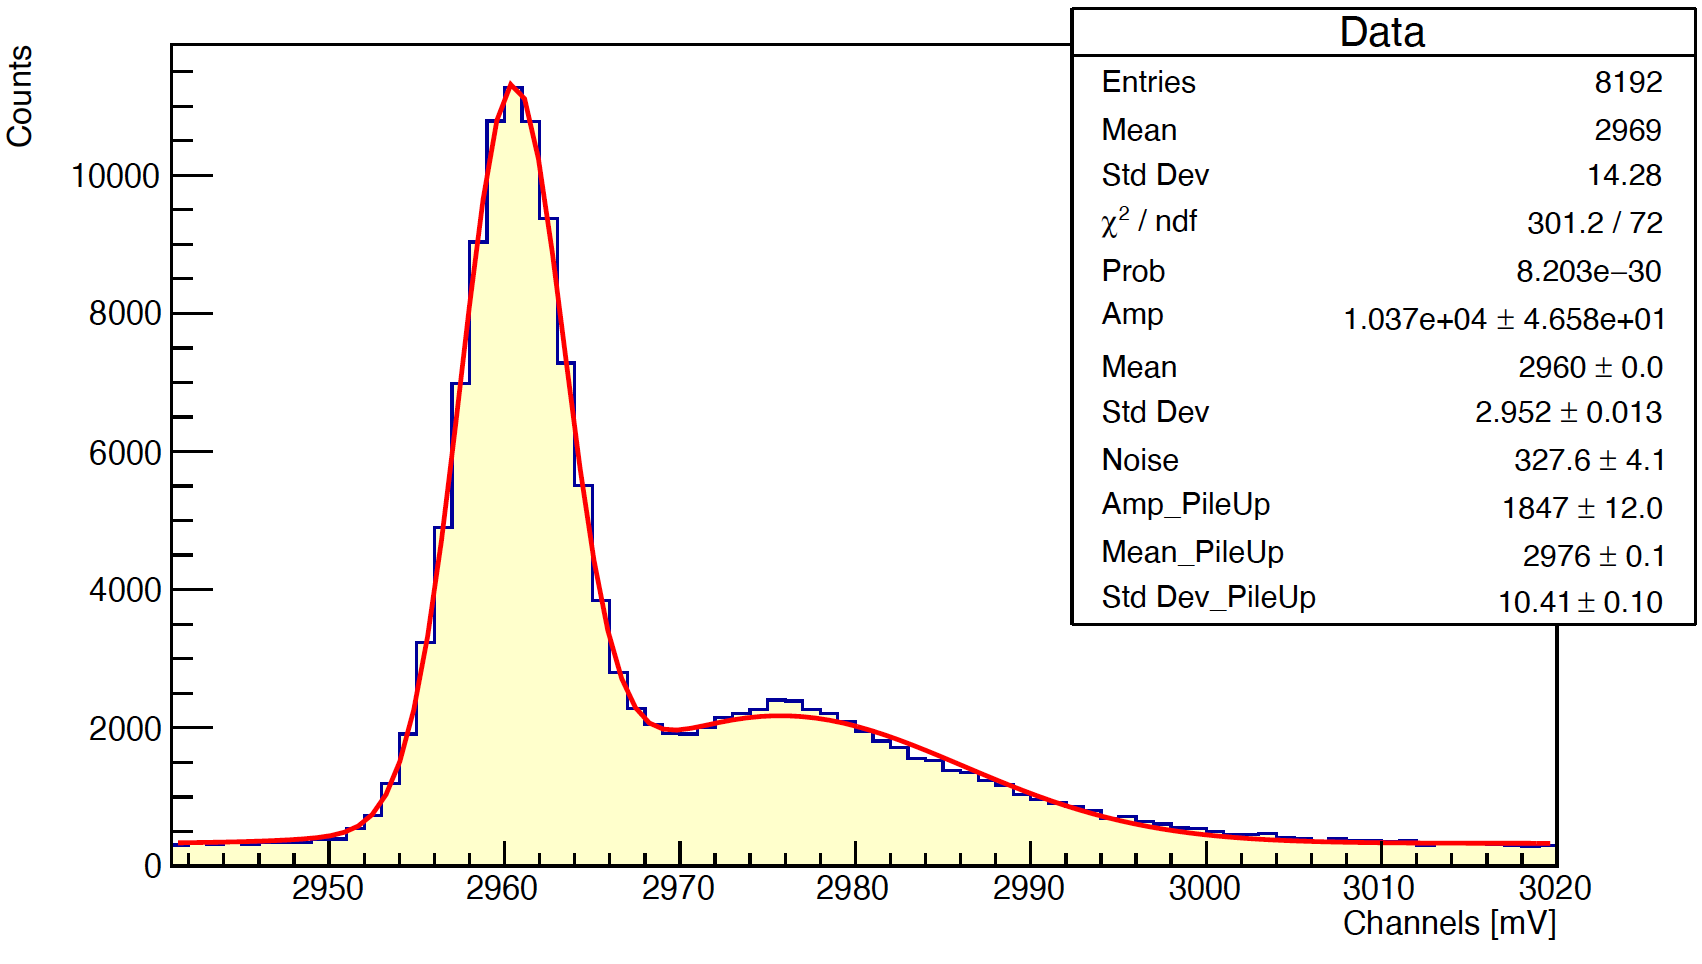 Counts
10000
8000
6000
4000
2000
0
2950 2960 2970 2980 2990 3000 3010 3020
Channels [mV]
Data
Entries 8192
Mean 2969
Std Dev 14.28
χ² / ndf 301.2 / 72
Prob 8.203e−30
Amp 1.037e+04 ± 4.658e+01
Mean 2960 ± 0.0
Std Dev 2.952 ± 0.013
Noise 327.6 ± 4.1
Amp_PileUp 1847 ± 12.0
Mean_PileUp 2976 ± 0.1
Std Dev_PileUp 10.41 ± 0.10